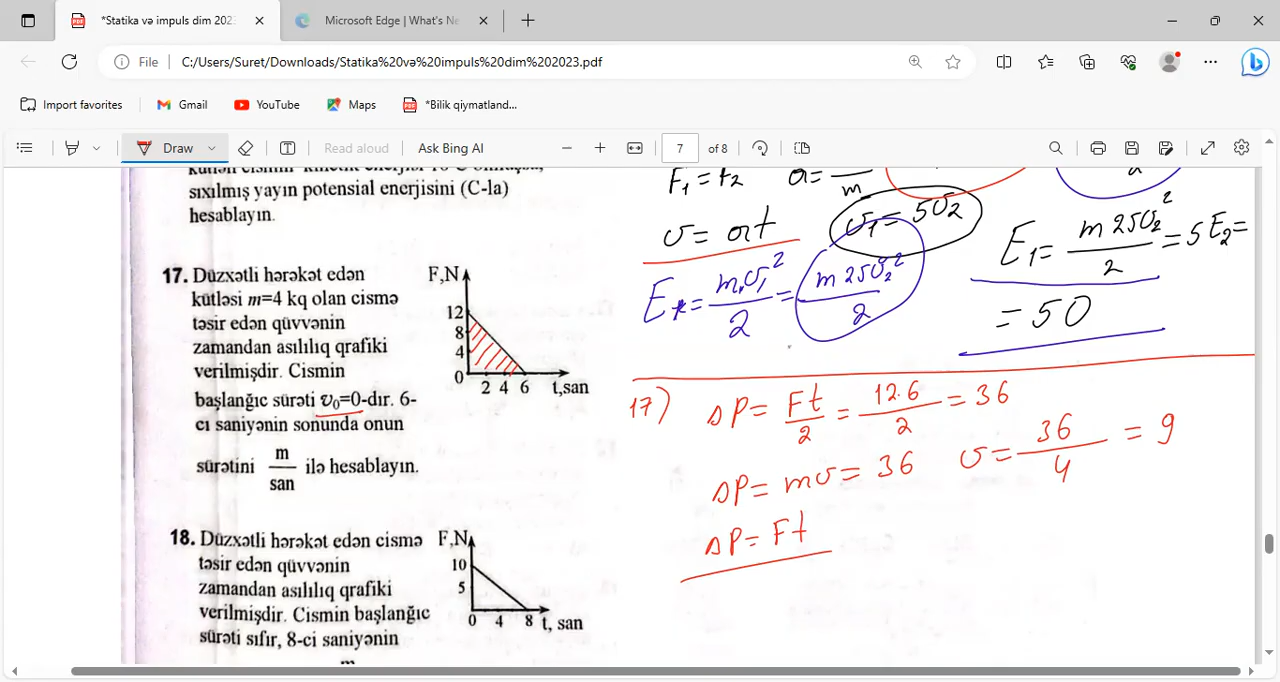 *Statika və impuls dim 202
Microsoft Edge | What's Ne
File
C:/Users/Suret/Downloads/Statika%20və%20impuls%20dim%202023.pdf
Import favorites
Gmail
YouTube
Maps
*Bilik qiymatland...
Draw
Read aloud
Ask Bing AI
7
of 8
sıxılmış yayın potensial enerjisini (C-la)
hesablayın.
17. Düzxətli hərəkət edən
kütləsi m=4 kq olan cismə
təsir edən qüvvənin
zamandan asılılıq qrafiki
verilmişdir. Cismin
başlanğıc sürəti v₀=0-dır. 6-
cı saniyənin sonunda onun
sürətini m/san ilə hesablayın.
F,N
12
8
4
0
2 4 6 t,san
18. Düzxətli hərəkət edən cismə
təsir edən qüvvənin
zamandan asılılıq qrafiki
verilmişdir. Cismin başlanğıc
sürəti sıfır, 8-ci saniyənin
F,N
10
5
0 4 8 t, san
F₁ = F₂
a = —/m
υ = at
υ₁ = 5υ₂
E₁ = m25υ₂²/2 = 5E₂ =
= 50
= m₁υ₁²/2 = m25υ₂²/2
17) ΔP = Ft/2 = 12·6/2 = 36
ΔP = mυ = 36
υ = 36/4 = 9
ΔP = Ft